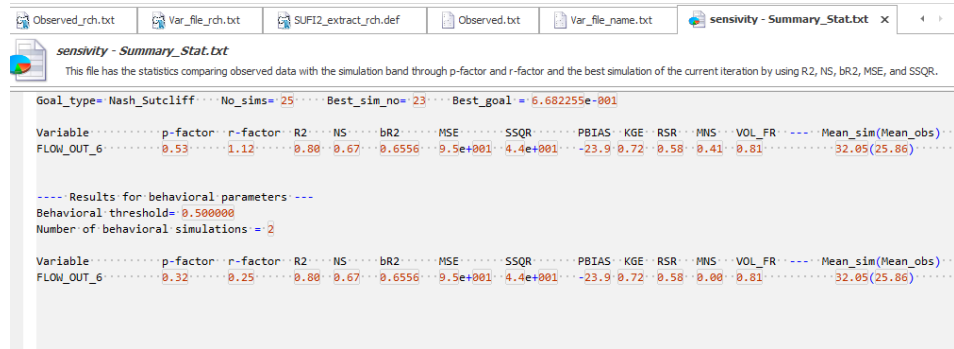 Observed_rch.txt Var_file_rch.txt SUFI2_extract_rch.def Observed.txt Var_file_name.txt sensivity - Summary_Stat.txt x
sensivity - Summary_Stat.txt
This file has the statistics comparing observed data with the simulation band through p-factor and r-factor and the best simulation of the current iteration by using R2, NS, bR2, MSE, and SSQR.
Goal_type= Nash_Sutcliff No_sims= 25 Best_sim_no= 23 Best_goal = 6.682255e-001
Variable p-factor r-factor R2 NS bR2 MSE SSQR PBIAS KGE RSR MNS VOL_FR --- Mean_sim(Mean_obs)
FLOW_OUT_6 0.53 1.12 0.80 0.67 0.6556 9.5e+001 4.4e+001 -23.9 0.72 0.58 0.41 0.81 32.05(25.86)
---- Results for behavioral parameters ---
Behavioral threshold= 0.500000
Number of behavioral simulations = 2
Variable p-factor r-factor R2 NS bR2 MSE SSQR PBIAS KGE RSR MNS VOL_FR --- Mean_sim(Mean_obs)
FLOW_OUT_6 0.32 0.25 0.80 0.67 0.6556 9.5e+001 4.4e+001 -23.9 0.72 0.58 0.00 0.81 32.05(25.86)